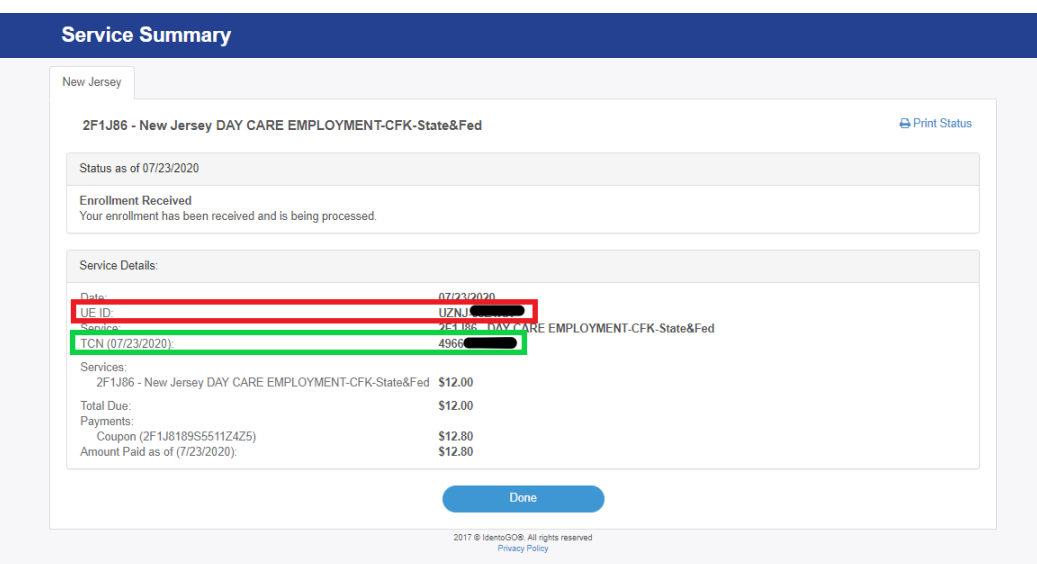 Service Summary
New Jersey
2F1J86 - New Jersey DAY CARE EMPLOYMENT-CFK-State&Fed
Print Status
Status as of 07/23/2020
Enrollment Received
Your enrollment has been received and is being processed.
Service Details:
Date: 07/23/2020
UE ID: UZNJ
Service: 2F1J86 - DAY CARE EMPLOYMENT-CFK-State&Fed
TCN (07/23/2020): 4966
Services:
2F1J86 - New Jersey DAY CARE EMPLOYMENT-CFK-State&Fed $12.00
Total Due: $12.00
Payments:
Coupon (2F1J8189S5511Z4Z5) $12.80
Amount Paid as of (7/23/2020): $12.80
Done
2017 © IdentoGO®. All rights reserved
Privacy Policy